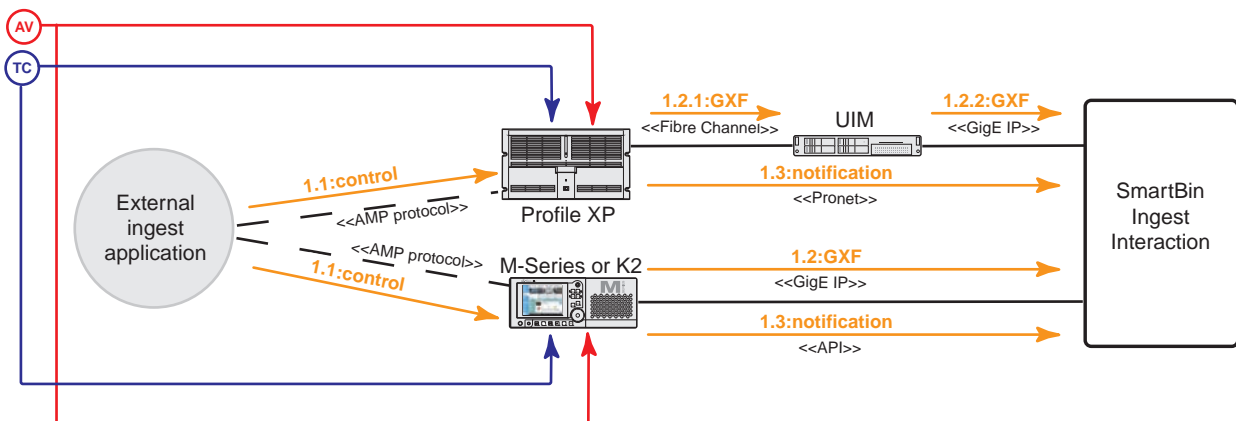 AV
TC
External
ingest
application
1.1:control
<<AMP protocol>>
<<AMP protocol>>
1.1:control
Profile XP
M-Series or K2
M
1.2.1:GXF
<<Fibre Channel>>
UIM
1.2.2:GXF
<<GigE IP>>
1.3:notification
<<Pronet>>
1.2:GXF
<<GigE IP>>
1.3:notification
<<API>>
SmartBin
Ingest
Interaction